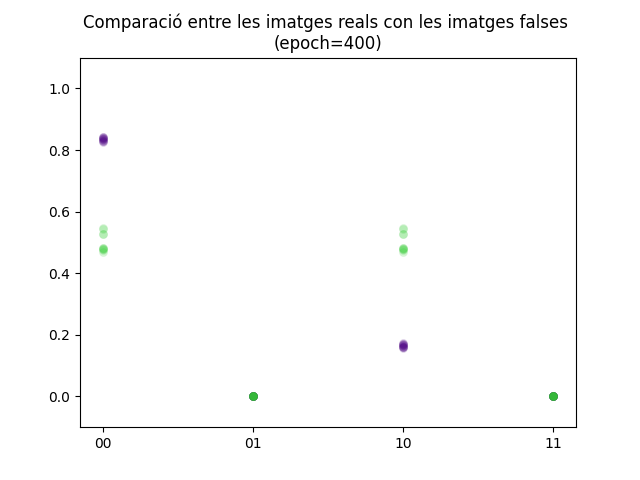 Comparació entre les imatges reals con les imatges falses
(epoch=400)
1.0
0.8
0.6
0.4
0.2
0.0
00 01 10 11